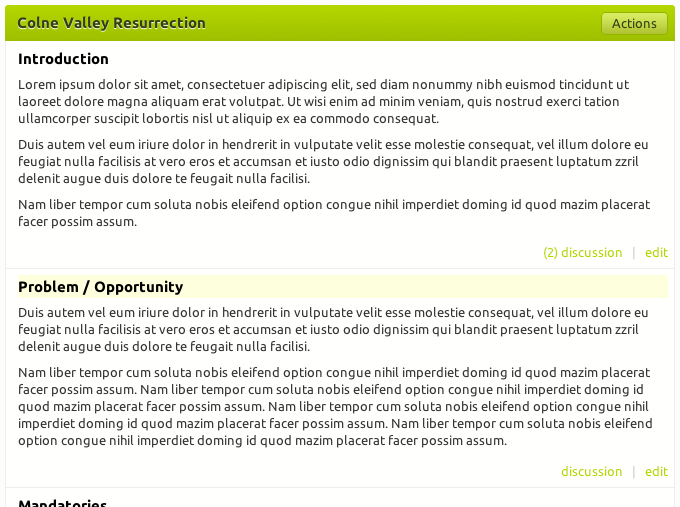 Colne Valley Resurrection
Actions
Introduction
Lorem ipsum dolor sit amet, consectetuer adipiscing elit, sed diam nonummy nibh euismod tincidunt ut
laoreet dolore magna aliquam erat volutpat. Ut wisi enim ad minim veniam, quis nostrud exerci tation
ullamcorper suscipit lobortis nisl ut aliquip ex ea commodo consequat.
Duis autem vel eum iriure dolor in hendrerit in vulputate velit esse molestie consequat, vel illum dolore eu
feugiat nulla facilisis at vero eros et accumsan et iusto odio dignissim qui blandit praesent luptatum zzril
delenit augue duis dolore te feugait nulla facilisi.
Nam liber tempor cum soluta nobis eleifend option congue nihil imperdiet doming id quod mazim placerat
facer possim assum.
(2) discussion | edit
Problem / Opportunity
Duis autem vel eum iriure dolor in hendrerit in vulputate velit esse molestie consequat, vel illum dolore eu
feugiat nulla facilisis at vero eros et accumsan et iusto odio dignissim qui blandit praesent luptatum zzril
delenit augue duis dolore te feugait nulla facilisi.
Nam liber tempor cum soluta nobis eleifend option congue nihil imperdiet doming id quod mazim placerat
facer possim assum. Nam liber tempor cum soluta nobis eleifend option congue nihil imperdiet doming id
quod mazim placerat facer possim assum. Nam liber tempor cum soluta nobis eleifend option congue nihil
imperdiet doming id quod mazim placerat facer possim assum. Nam liber tempor cum soluta nobis eleifend
option congue nihil imperdiet doming id quod mazim placerat facer possim assum.
discussion | edit
Mandatories